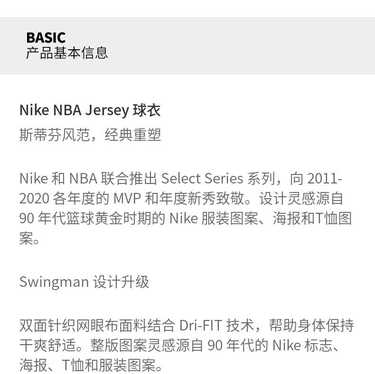 BASIC
产品基本信息
Nike NBA Jersey 球衣
斯蒂芬风范，经典重塑
Nike 和 NBA 联合推出 Select Series 系列，向 2011-
2020 各年度的 MVP 和年度新秀致敬。设计灵感源自
90 年代篮球黄金时期的 Nike 服装图案、海报和T恤图
案。
Swingman 设计升级
双面针织网眼布面料结合 Dri-FIT 技术，帮助身体保持
干爽舒适。整版图案灵感源自 90 年代的 Nike 标志、
海报、T恤和服装图案。